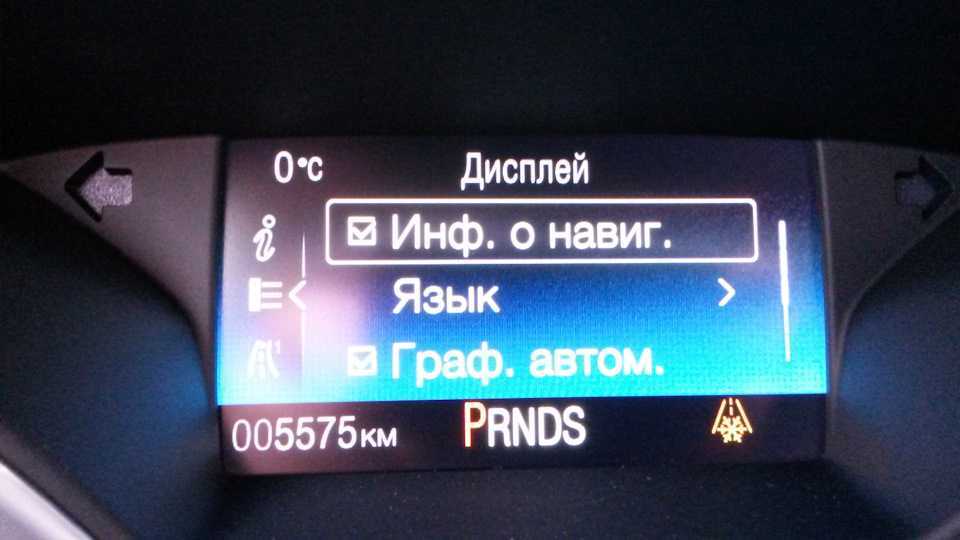 0°C Дисплей
Инф. о навиг.
Язык
Граф. автом.
005575км PRNDS